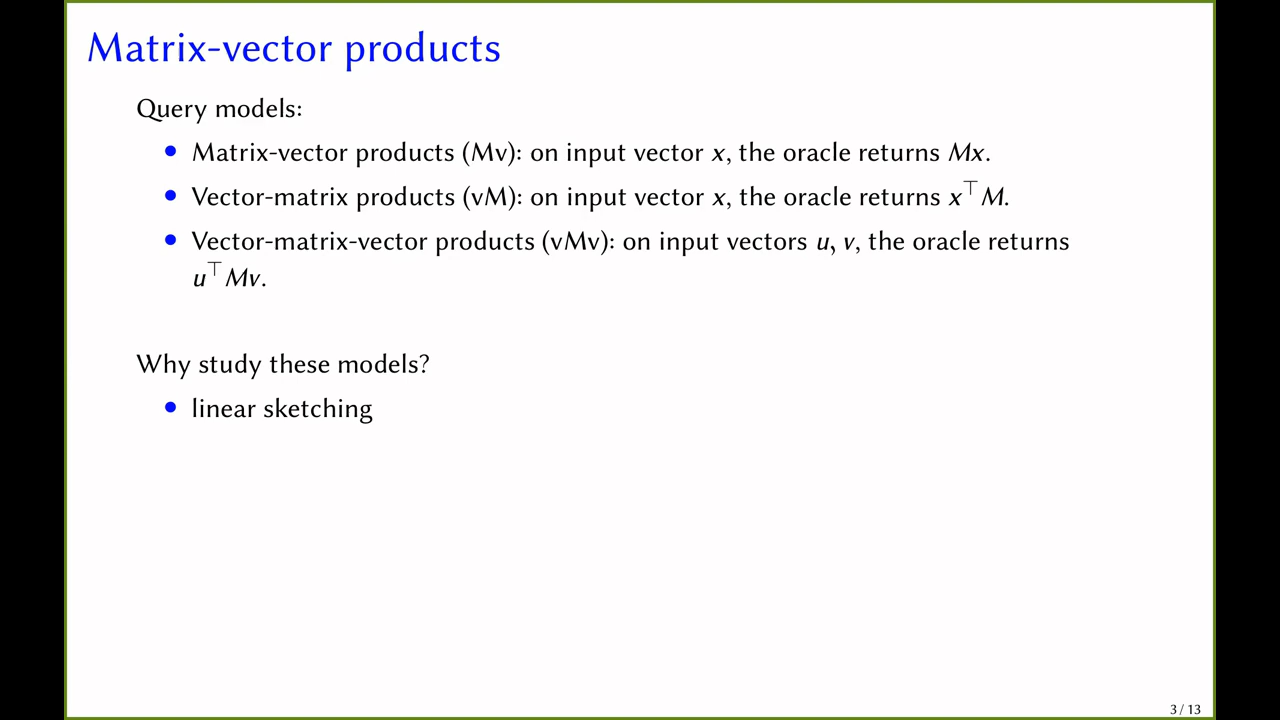 Matrix-vector products
Query models:
• Matrix-vector products (Mv): on input vector x, the oracle returns Mx.
• Vector-matrix products (vM): on input vector x, the oracle returns x⊤M.
• Vector-matrix-vector products (vMv): on input vectors u, v, the oracle returns
u⊤Mv.
Why study these models?
• linear sketching
3 / 13